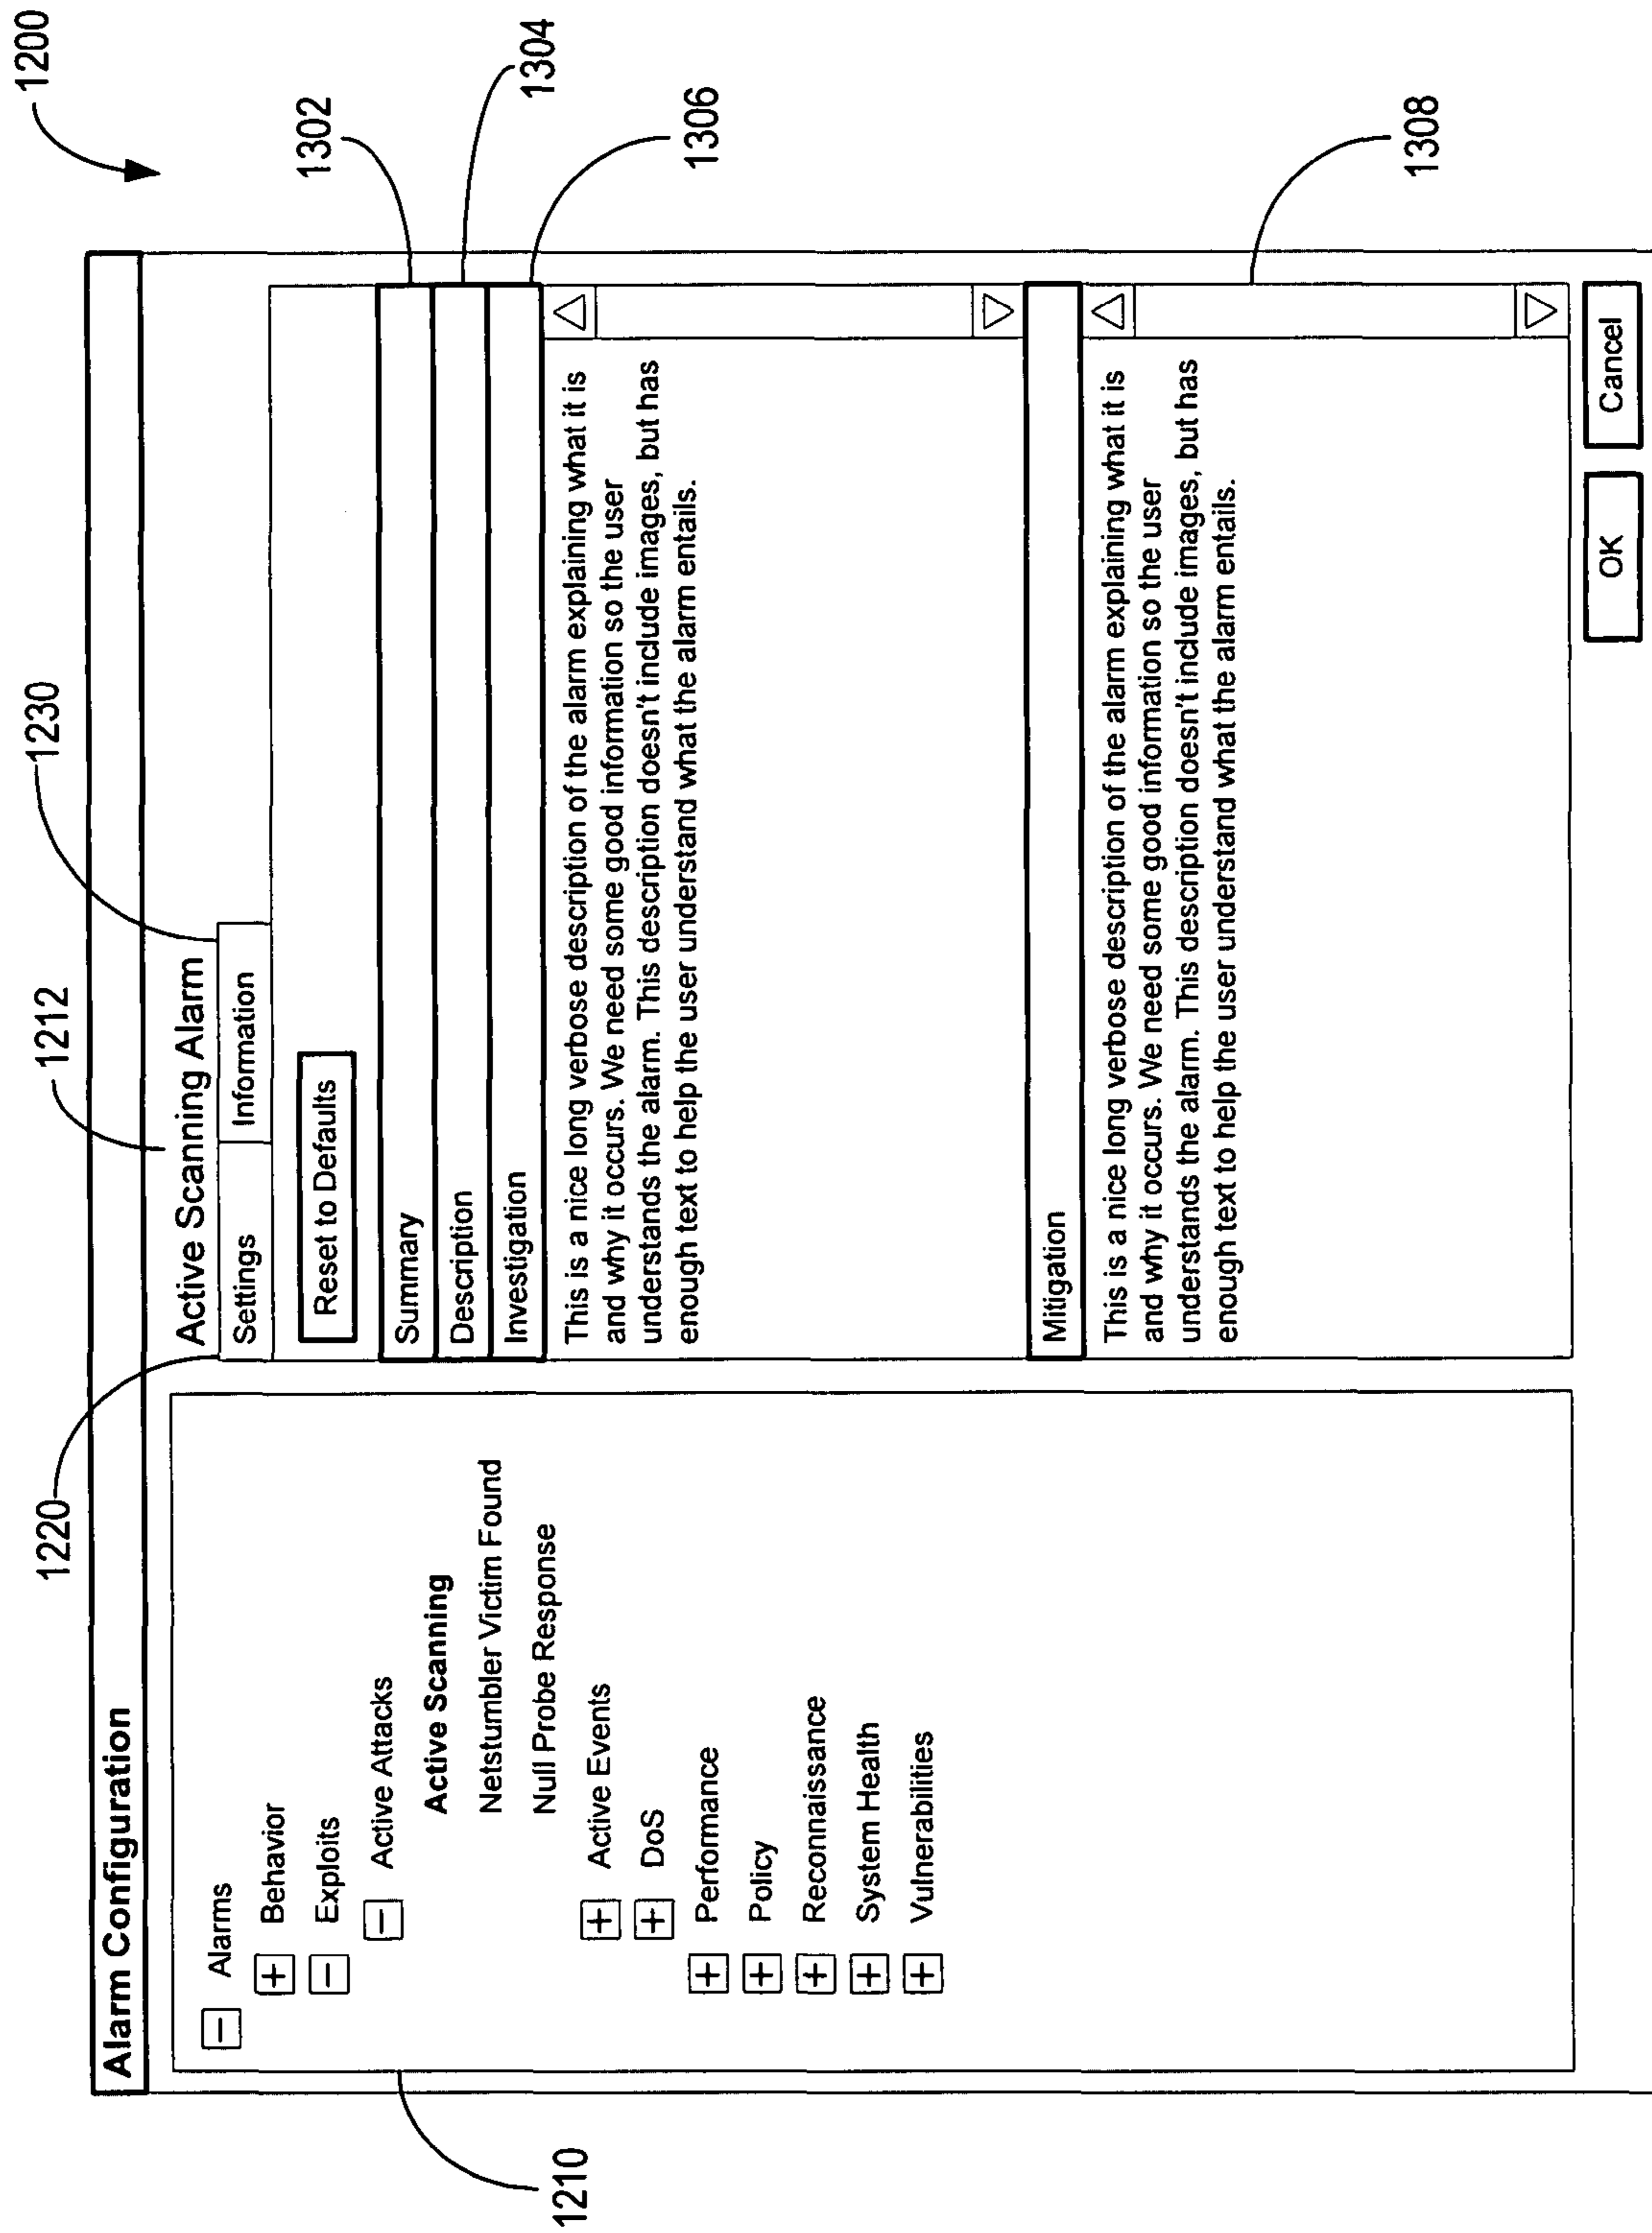 1200
Alarm Configuration
1220
1212
1230
Active Scanning Alarm
Settings
Information
Reset to Defaults
1302
Summary
1304
Description
1306
Investigation
This is a nice long verbose description of the alarm explaining what it is
and why it occurs. We need some good information so the user
understands the alarm. This description doesn't include images, but has
enough text to help the user understand what the alarm entails.
Mitigation
This is a nice long verbose description of the alarm explaining what it is
and why it occurs. We need some good information so the user
understands the alarm. This description doesn't include images, but has
enough text to help the user understand what the alarm entails.
1308
OK
Cancel
1210
Alarms
Behavior
Exploits
Active Attacks
Active Scanning
Netstumbler Victim Found
Null Probe Response
Active Events
DoS
Performance
Policy
Reconnaissance
System Health
Vulnerabilities